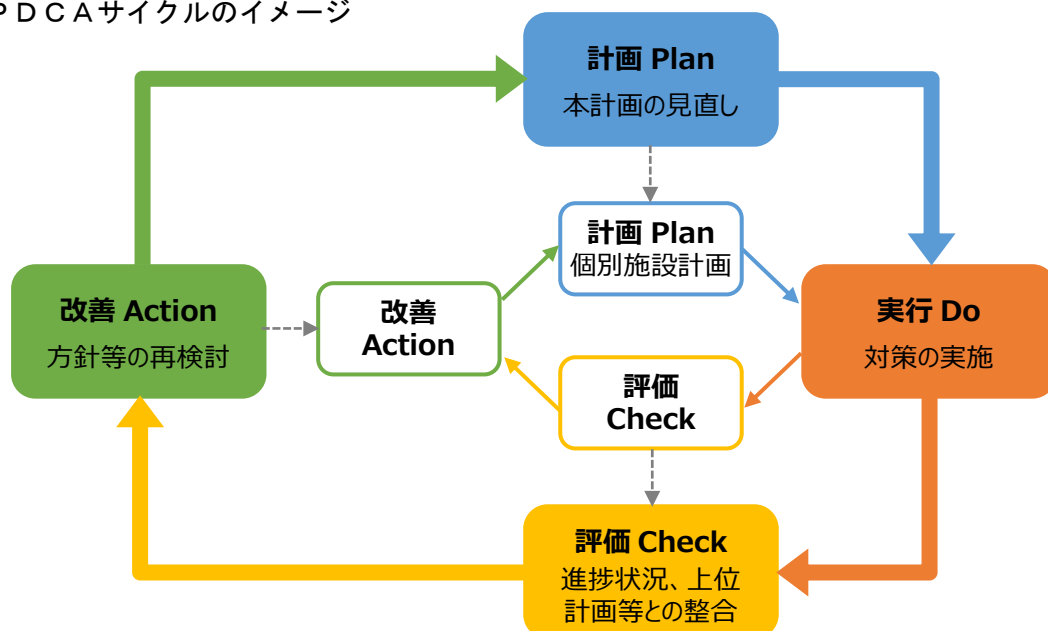 ＰＤＣＡサイクルのイメージ
計画 Plan
本計画の見直し
計画 Plan
個別施設計画
改善 Action
方針等の再検討
改善
Action
実行 Do
対策の実施
評価
Check
評価 Check
進捗状況、上位
計画等との整合